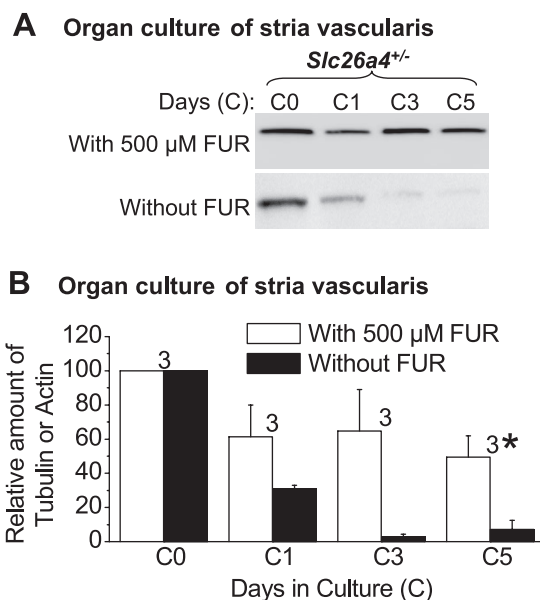 A Organ culture of stria vascularis
Slc26a4+/-
Days (C): C0 C1 C3 C5
With 500 µM FUR
Without FUR
B Organ culture of stria vascularis
Relative amount of
Tubulin or Actin
120
100
80
60
40
20
0
With 500 µM FUR
Without FUR
3
3
3
3*
C0 C1 C3 C5
Days in Culture (C)